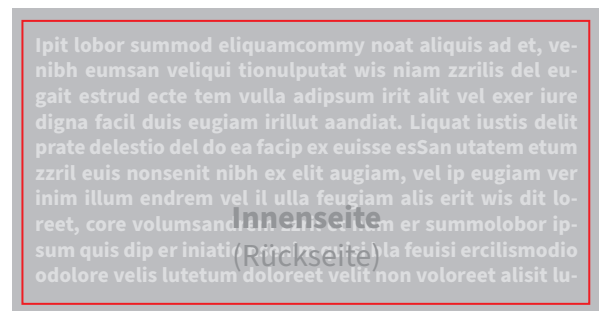 Ipit lobor summod eliquamcommy noat aliquis ad et, ve-
nibh eumsan veliqui tionulputat wis niam zzrilis del eu-
gait estrud ecte tem vulla adipsum irit alit vel exer iure
digna facil duis eugiam irillut aandiat. Liquat iustis delit
prate delestio del do ea facip ex euisse esSan utatem etum
zzril euis nonsenit nibh ex elit augiam, vel ip eugiam ver
inim illum endrem vel il ulla feugiam alis erit wis dit lo-
reet, core er summolobor ip-
Innenseite
sum quis dip er feuisi ercilismodio
(Rückseite)
odolore velis lutetum doloreet velit non voloreet alisit lu-